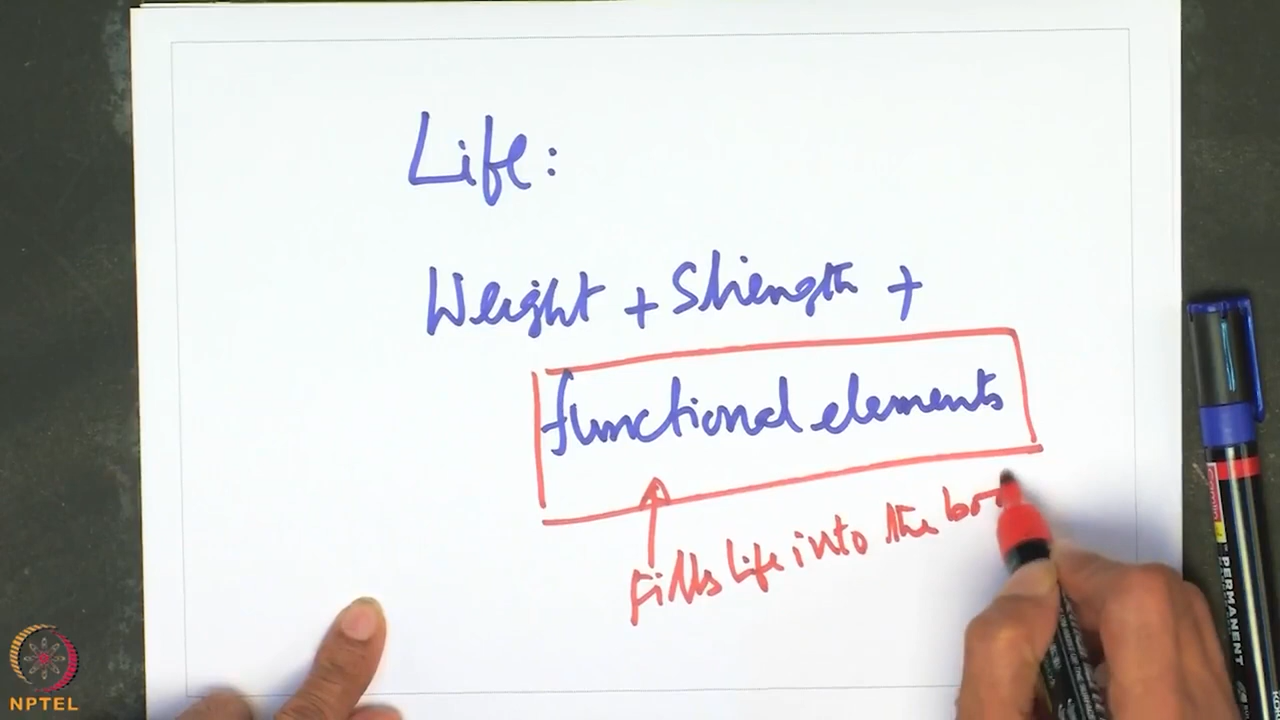 Life:
Weight + Strength +
functional elements
Fills life into the
NPTEL
PERMANENT